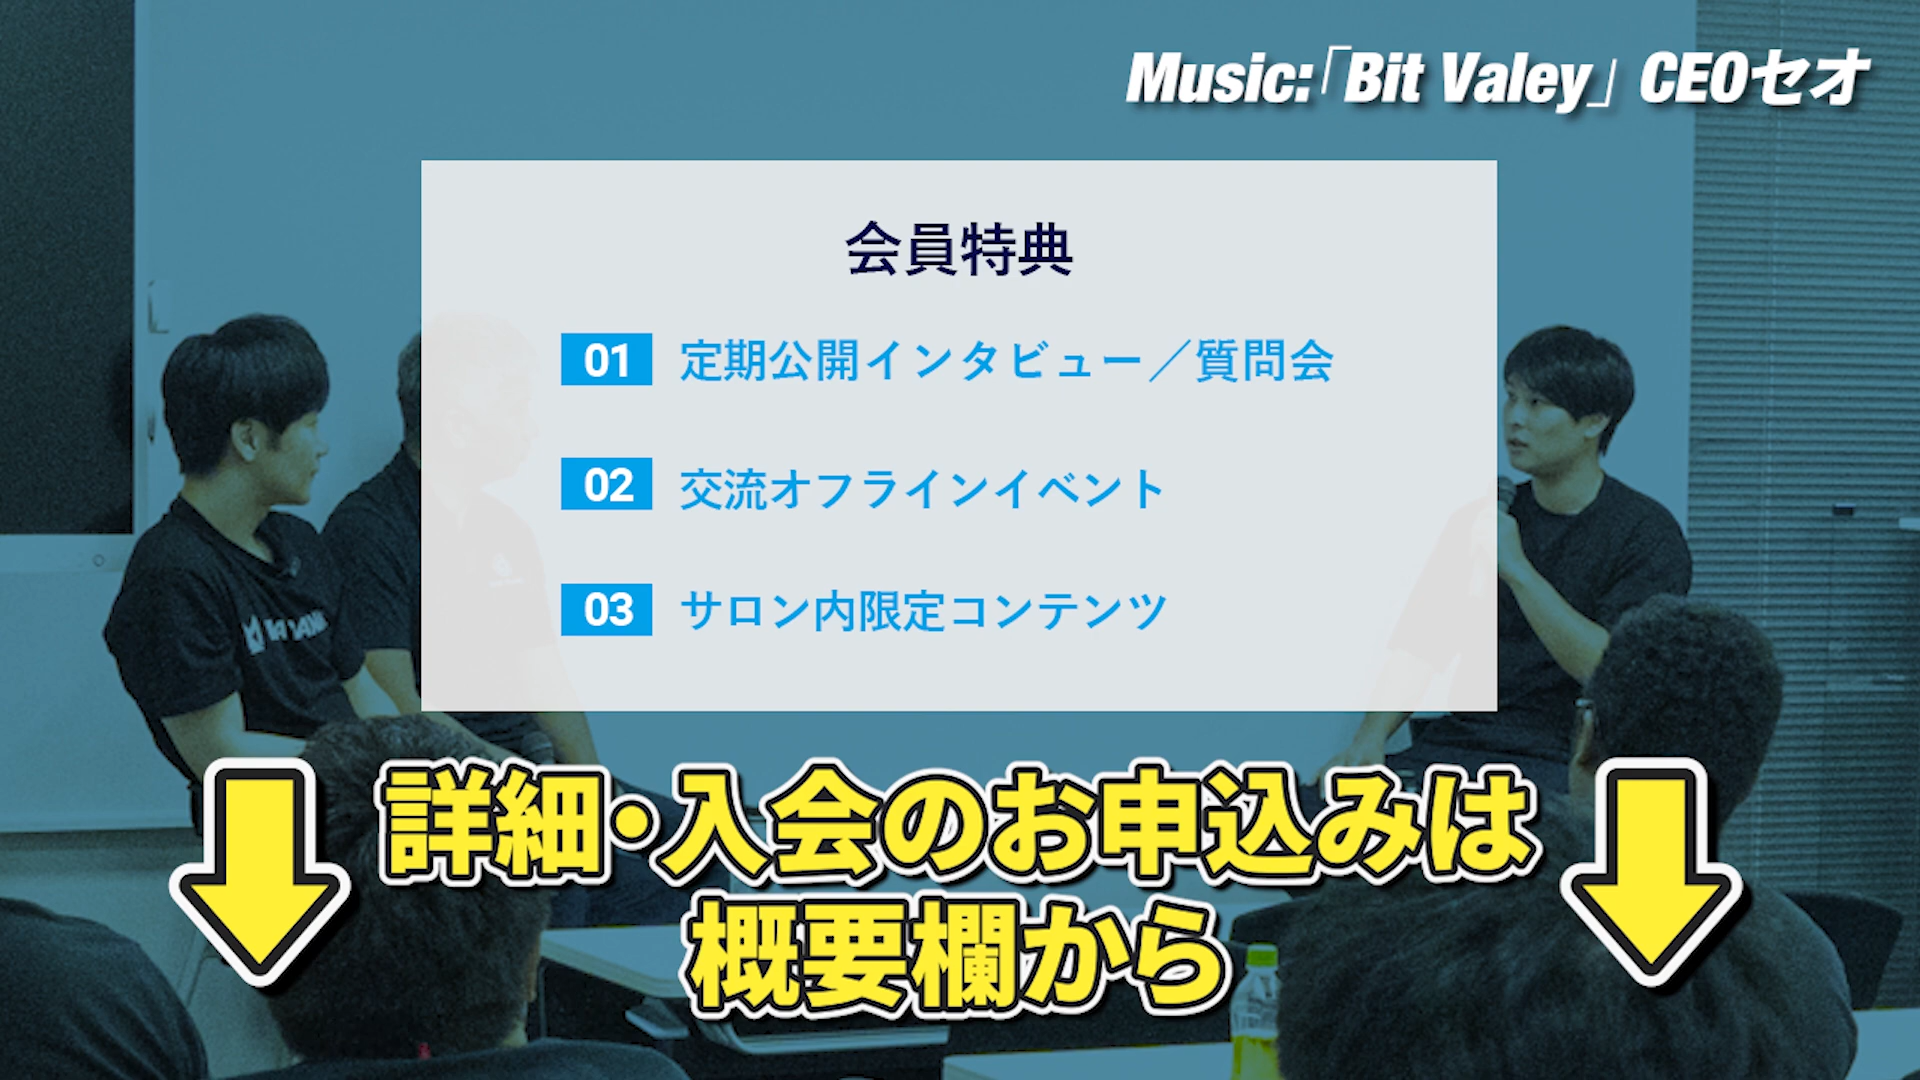 Music:「Bit Valey」 CEOセオ
会員特典
01 定期公開インタビュー／質問会
02 交流オフラインイベント
03 サロン内限定コンテンツ
詳細・入会のお申込みは
概要欄から